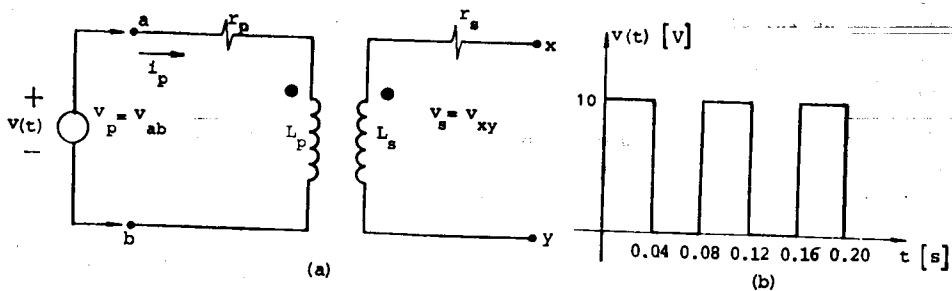 a
r_p
i_p
+
v(t)
−
v_p = v_ab
L_p
b
r_s
x
L_s
v_s = v_xy
y
(a)
v(t) [V]
10
0.04 0.08 0.12 0.16 0.20
t [s]
(b)